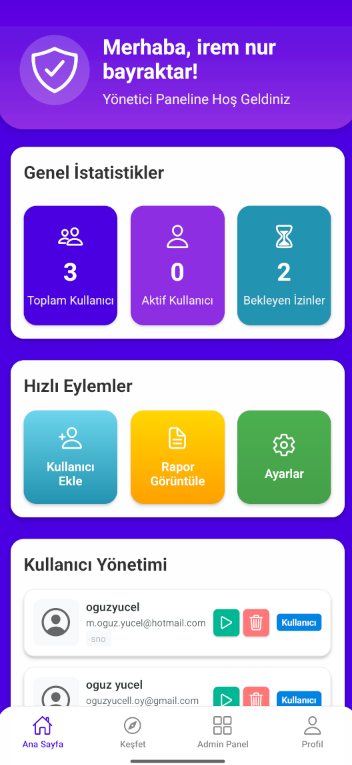 Merhaba, irem nur
bayraktar!
Yönetici Paneline Hoş Geldiniz
Genel İstatistikler
3
Toplam Kullanıcı
0
Aktif Kullanıcı
2
Bekleyen İzinler
Hızlı Eylemler
Kullanıcı
Ekle
Rapor
Görüntüle
Ayarlar
Kullanıcı Yönetimi
oguzyucel
m.oguz.yucel@hotmail.com
sno
Kullanıcı
oguz yucel
oguzyucell.oy@gmail.com
Kullanıcı
Ana Sayfa
Keşfet
Admin Panel
Profil